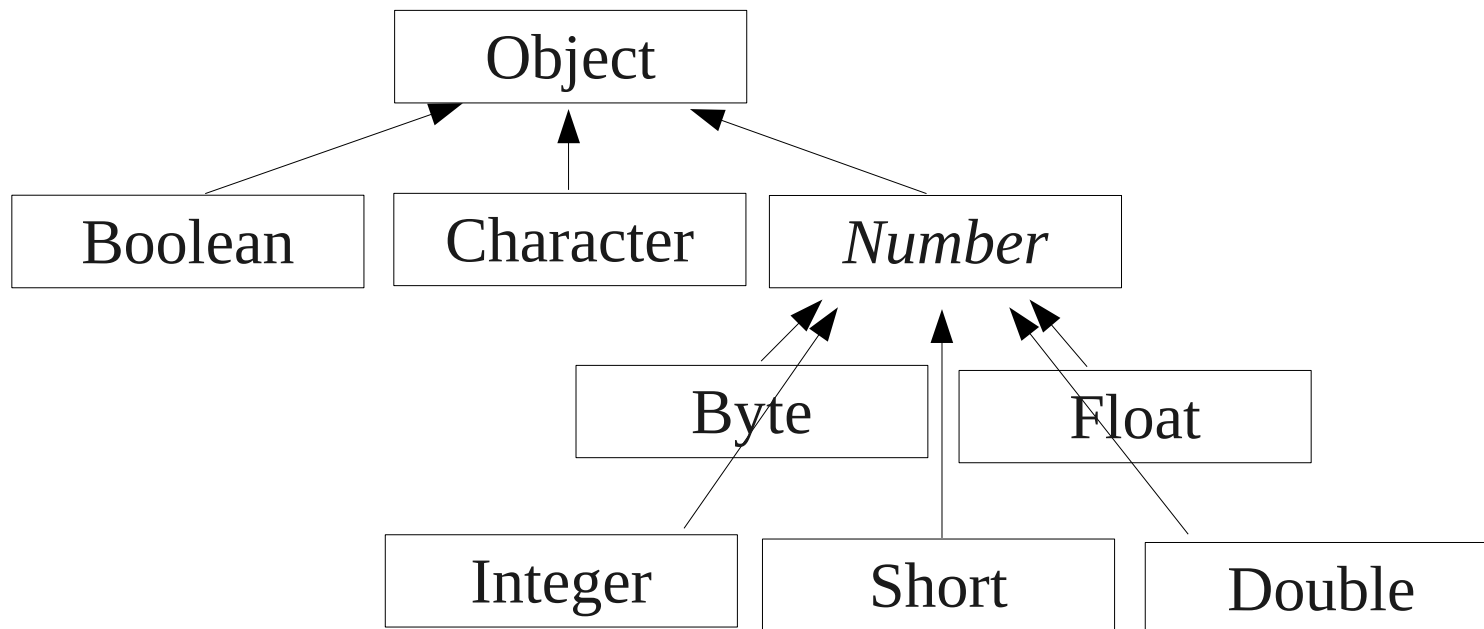 Object
Boolean
Character
Number
Byte
Float
Integer
Short
Double